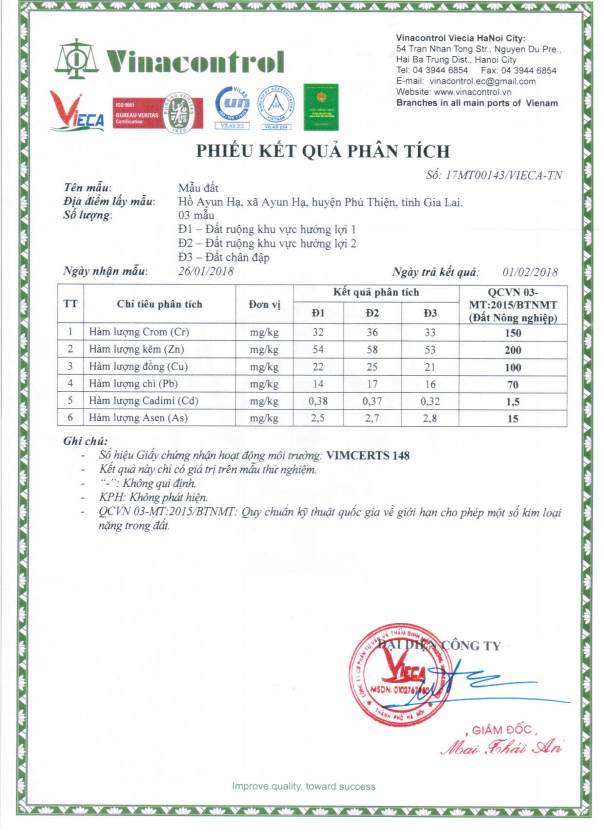 Vinacontrol
Vinacontrol Viecia HaNoi City:
54 Tran Nhan Tong Str., Nguyen Du Pre.,
Hai Ba Trung Dist., Hanoi City
Tel: 04 3944 6854 Fax: 04 3944 6854
E-mail: vinacontrol.ec@gmail.com
Website: www.vinacontrol.vn
Branches in all main ports of Vienam
VIECA
ISO 9001
BUREAU VERITAS
Certification
VILAS
PHIẾU KẾT QUẢ PHÂN TÍCH
Số: 17MT00143/VIECA-TN
Tên mẫu: Mẫu đất
Địa điểm lấy mẫu: Hồ Ayun Hạ, xã Ayun Hạ, huyện Phú Thiện, tỉnh Gia Lai.
Số lượng: 03 mẫu
Đ1 – Đất ruộng khu vực hướng lợi 1
Đ2 – Đất ruộng khu vực hướng lợi 2
Đ3 – Đất chân đập
Ngày nhận mẫu: 26/01/2018 Ngày trả kết quả: 01/02/2018
TT Chỉ tiêu phân tích Đơn vị Kết quả phân tích QCVN 03-MT:2015/BTNMT (Đất Nông nghiệp)
Đ1 Đ2 Đ3
1 Hàm lượng Crom (Cr) mg/kg 32 36 33 150
2 Hàm lượng kẽm (Zn) mg/kg 54 58 53 200
3 Hàm lượng đồng (Cu) mg/kg 22 25 21 100
4 Hàm lượng chì (Pb) mg/kg 14 17 16 70
5 Hàm lượng Cadimi (Cd) mg/kg 0,38 0,37 0,32 1,5
6 Hàm lượng Asen (As) mg/kg 2,5 2,7 2,8 15
Ghi chú:
- Số hiệu Giấy chứng nhận hoạt động môi trường: VIMCERTS 148
- Kết quả này chỉ có giá trị trên mẫu thử nghiệm.
- “-”: Không qui định.
- KPH: Không phát hiện.
- QCVN 03-MT:2015/BTNMT: Quy chuẩn kỹ thuật quốc gia về giới hạn cho phép một số kim loại
nặng trong đất.
ĐẠI DIỆN CÔNG TY
VIECA
THÀNH PHỐ HÀ NỘI
GIÁM ĐỐC
Mai Thái An
Improve quality, toward success